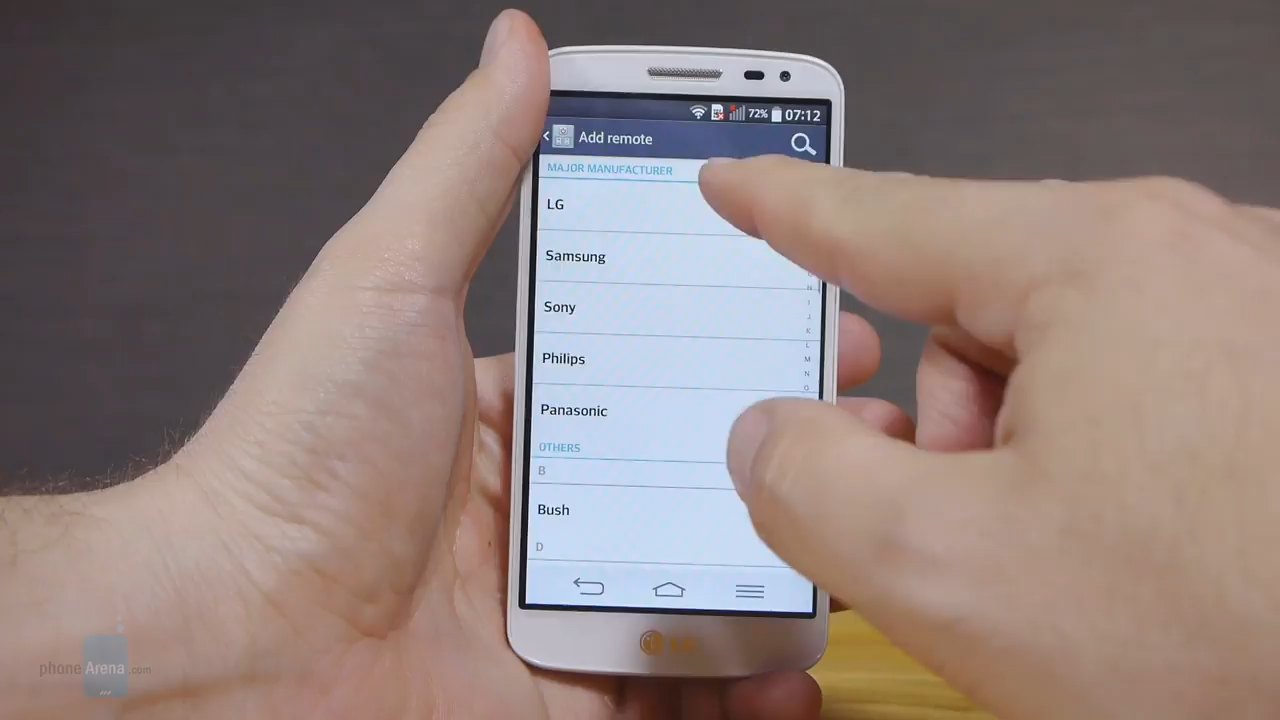 72% 07:12
Add remote
MAJOR MANUFACTURER
LG
Samsung
Sony
Philips
N
I
J
K
L
M
N
O
Panasonic
OTHERS
B
Bush
D
LG
phoneArena.com